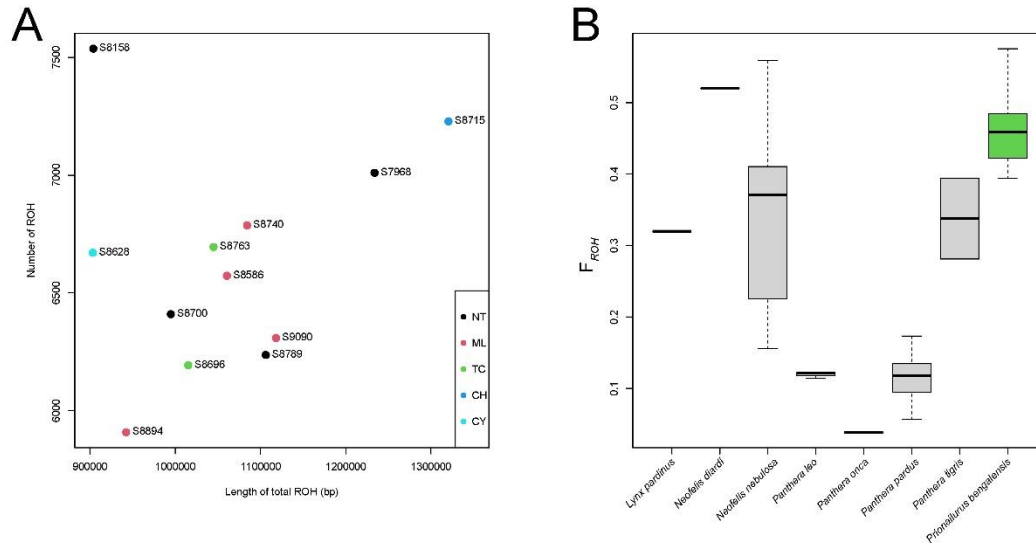 A
B
7500
7000
6500
6000
Number of ROH
S8158
S8715
S7968
S8740
S8763
S8628
S8586
S8700
S9090
S8789
S8696
S8894
NT
ML
TC
CH
CY
900000 1000000 1100000 1200000 1300000
Length of total ROH (bp)
0.5
0.4
0.3
0.2
0.1
F ROH
Lynx pardinus
Neofelis diardi
Neofelis nebulosa
Panthera leo
Panthera onca
Panthera pardus
Panthera tigris
Prionailurus bengalensis